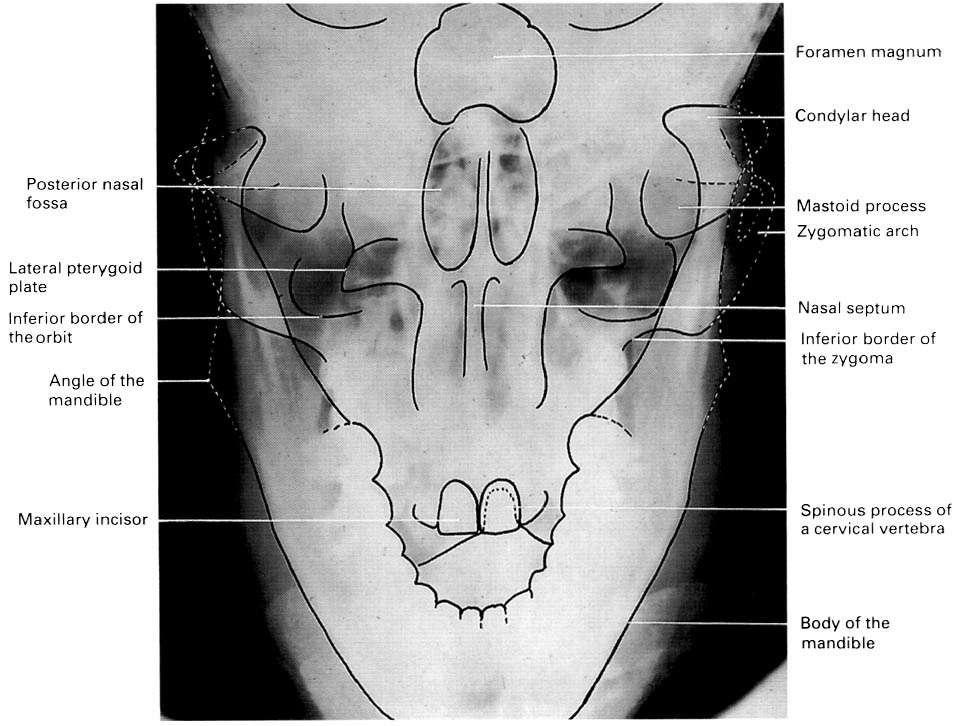 Foramen magnum
Condylar head
Posterior nasal
fossa
Mastoid process
Zygomatic arch
Lateral pterygoid
plate
Nasal septum
Inferior border of
the orbit
Inferior border of
the zygoma
Angle of the
mandible
Maxillary incisor
Spinous process of
a cervical vertebra
Body of the
mandible